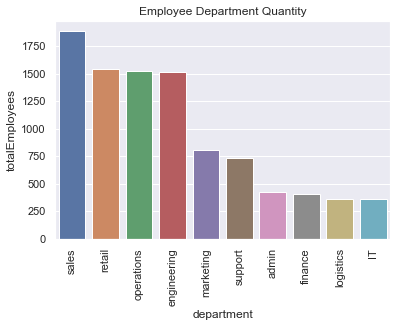 Employee Department Quantity
totalEmployees
1750
1500
1250
1000
750
500
250
0
sales
retail
operations
engineering
marketing
support
admin
finance
logistics
IT
department